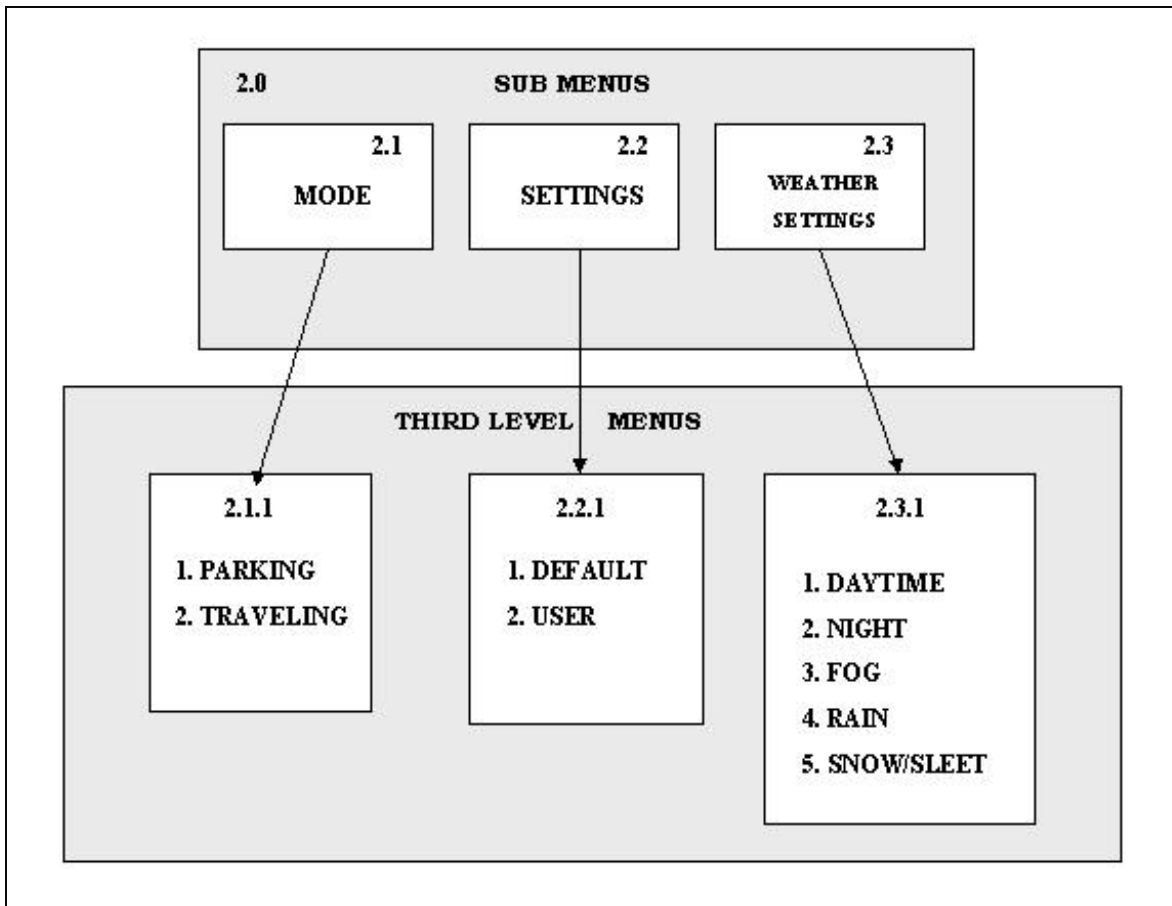 2.0 SUB MENUS
2.1
MODE
2.2
SETTINGS
2.3
WEATHER
SETTINGS
THIRD LEVEL MENUS
2.1.1
1. PARKING
2. TRAVELING
2.2.1
1. DEFAULT
2. USER
2.3.1
1. DAYTIME
2. NIGHT
3. FOG
4. RAIN
5. SNOW/SLEET